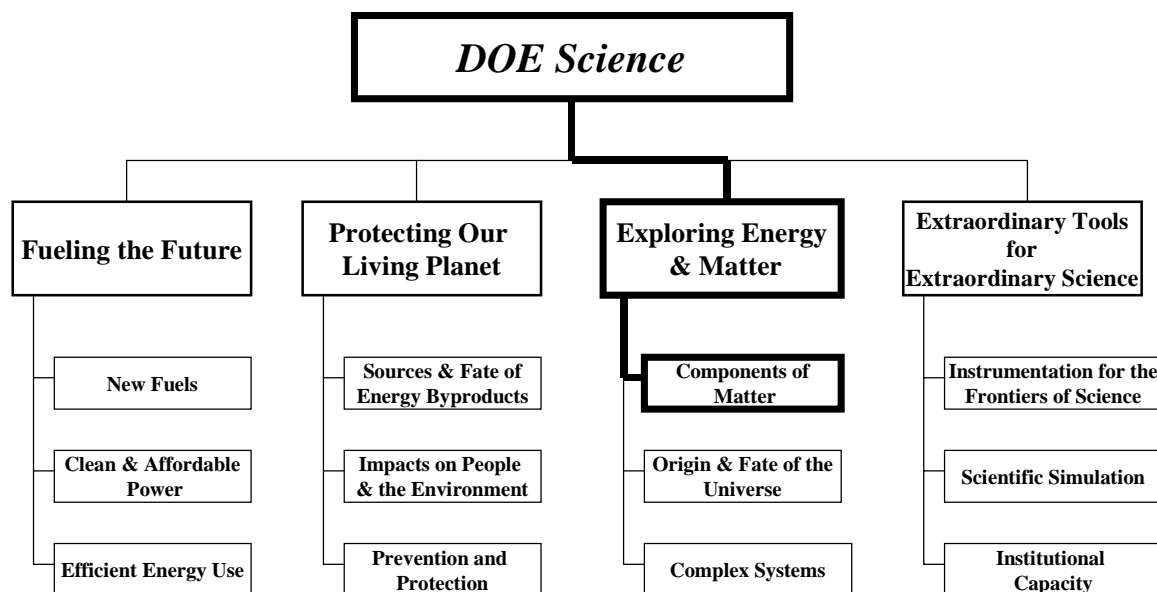 DOE Science
Fueling the Future
New Fuels
Clean & Affordable
Power
Efficient Energy Use
Protecting Our
Living Planet
Sources & Fate of
Energy Byproducts
Impacts on People
& the Environment
Prevention and
Protection
Exploring Energy
& Matter
Components of
Matter
Origin & Fate of the
Universe
Complex Systems
Extraordinary Tools
for
Extraordinary Science
Instrumentation for the
Frontiers of Science
Scientific Simulation
Institutional
Capacity